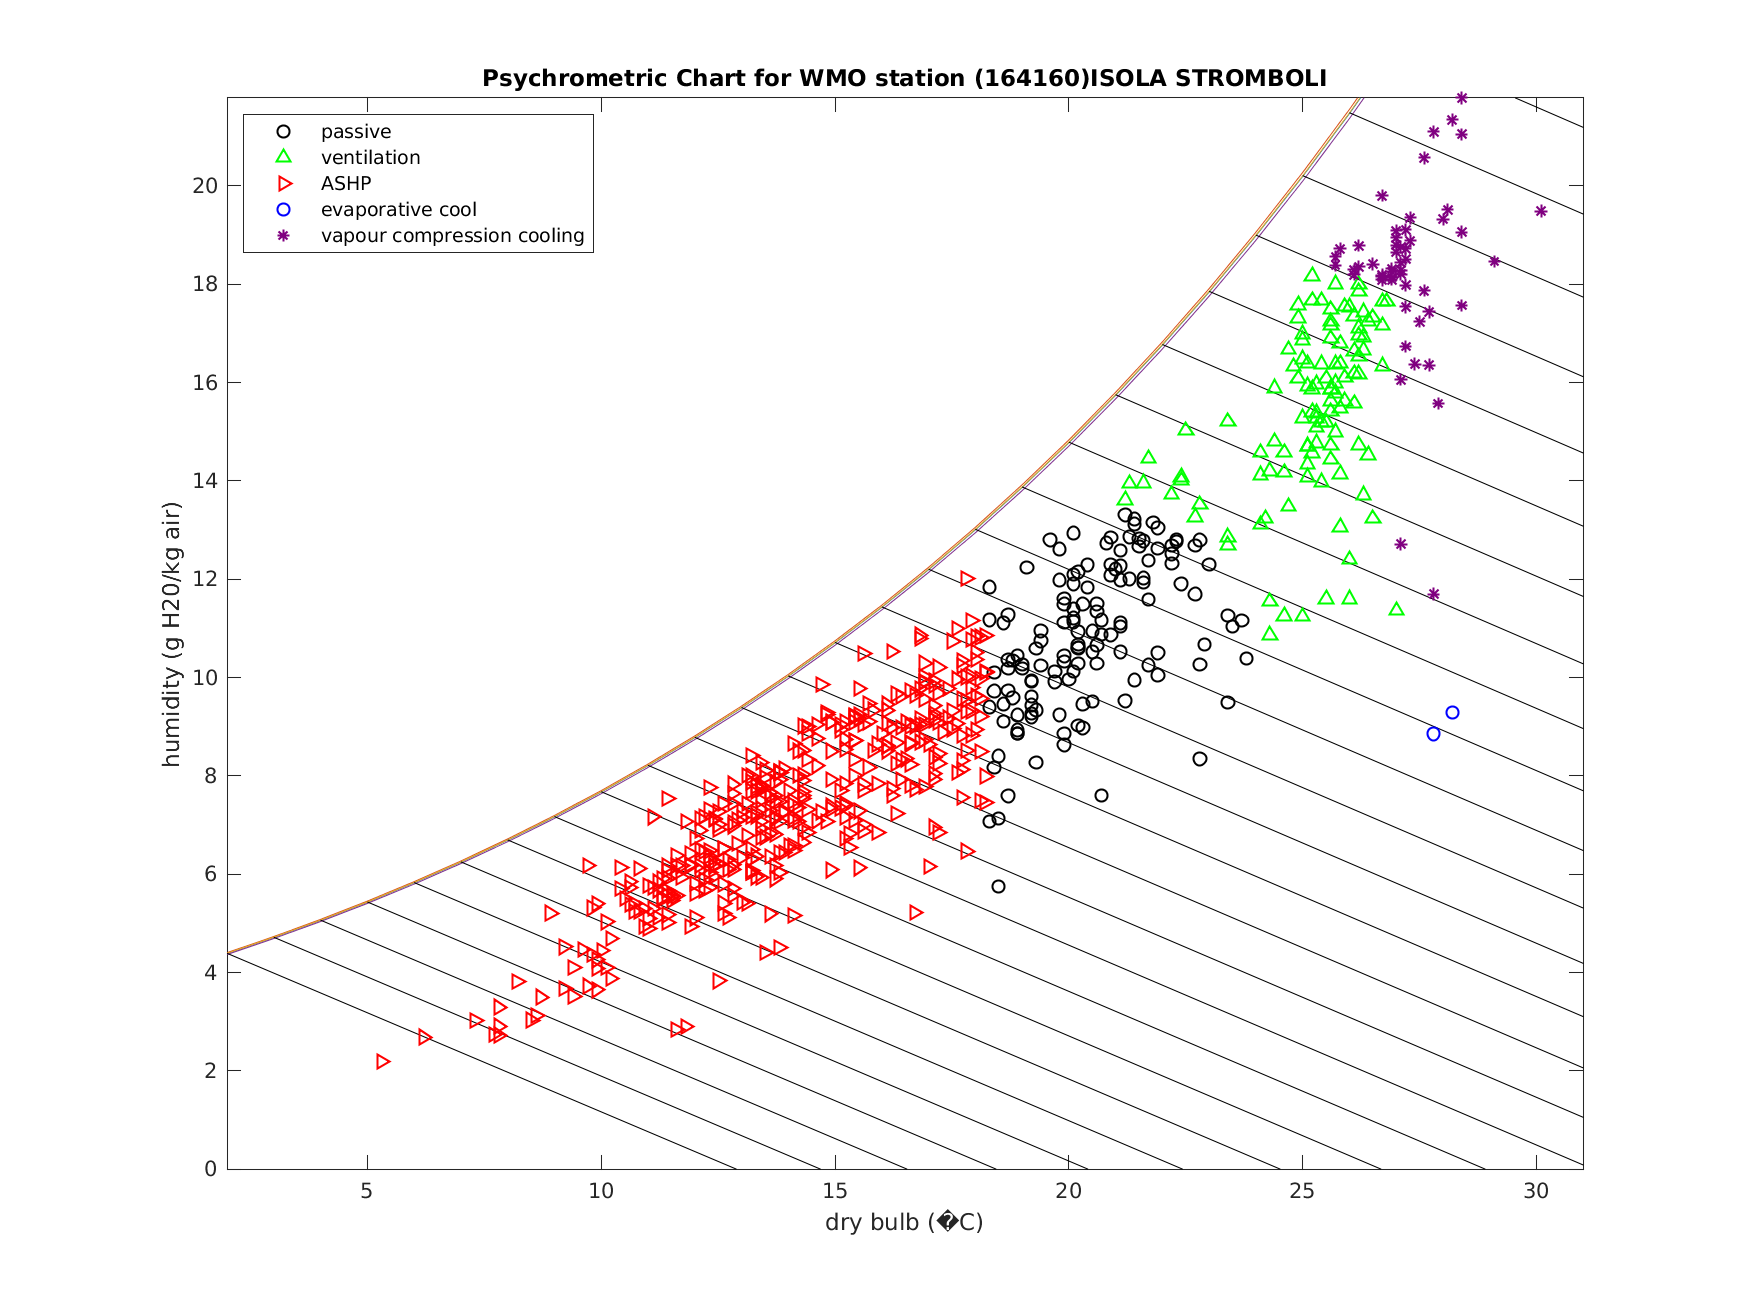 Psychrometric Chart for WMO station (164160)ISOLA STROMBOLI
passive
ventilation
ASHP
evaporative cool
vapour compression cooling
humidity (g H20/kg air)
20
18
16
14
12
10
8
6
4
2
0
5 10 15 20 25 30
dry bulb (�C)